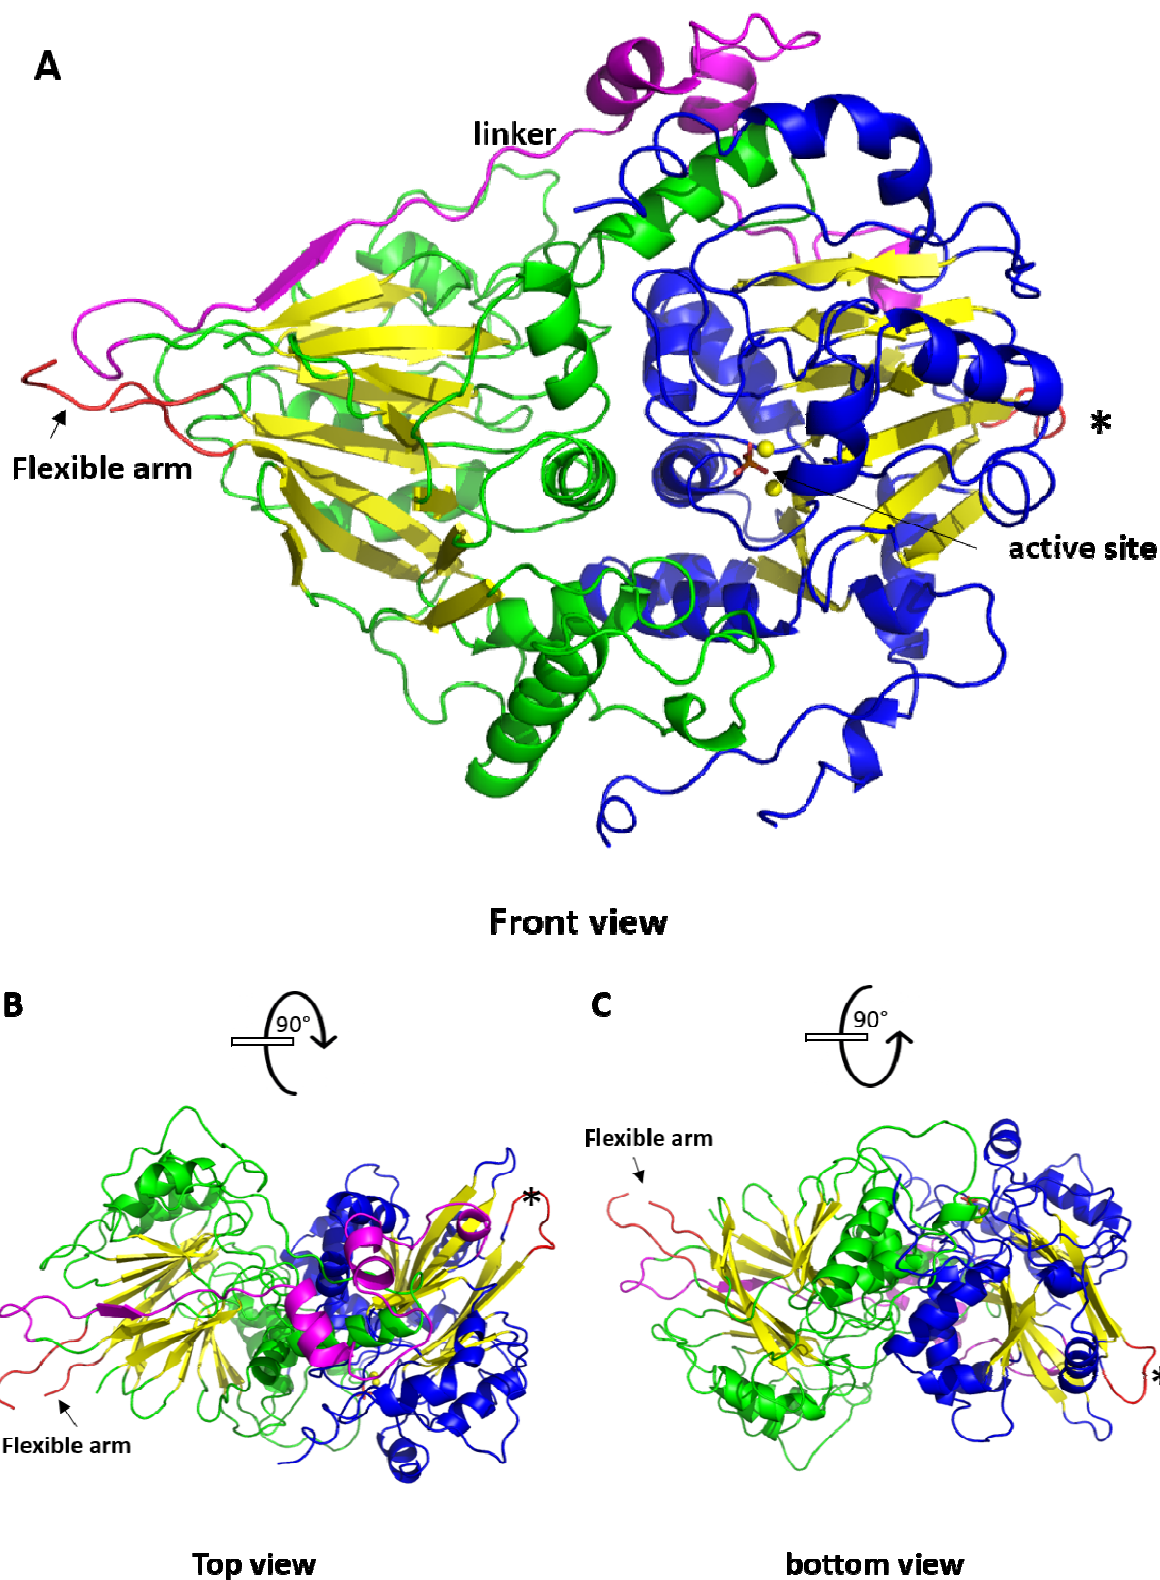 A
linker
Flexible arm
*
active site
Front view
B
90°
C
90°
Flexible arm
*
Flexible arm
*
Top view
bottom view